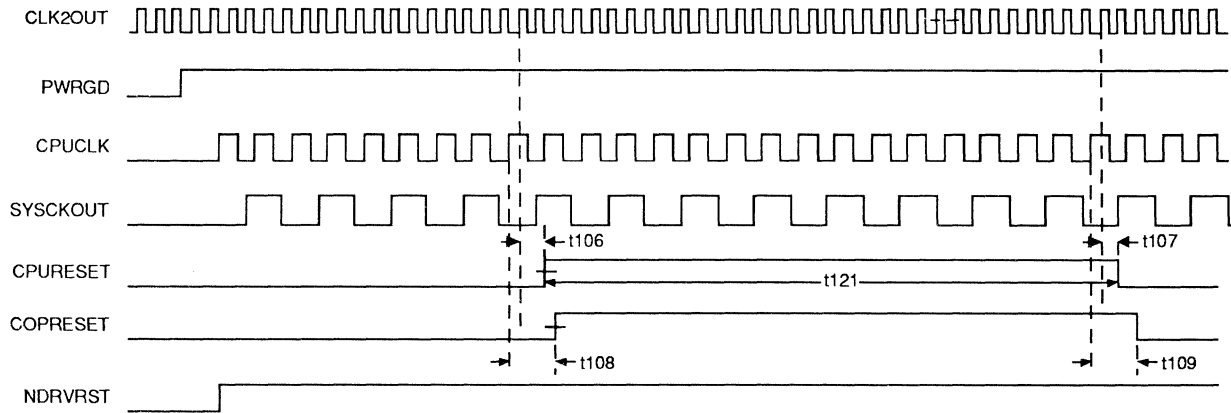 CLK2OUT
PWRGD
CPUCLK
SYSCKOUT
t106
t107
CPURESET
t121
COPRESET
t108
t109
NDRVRST